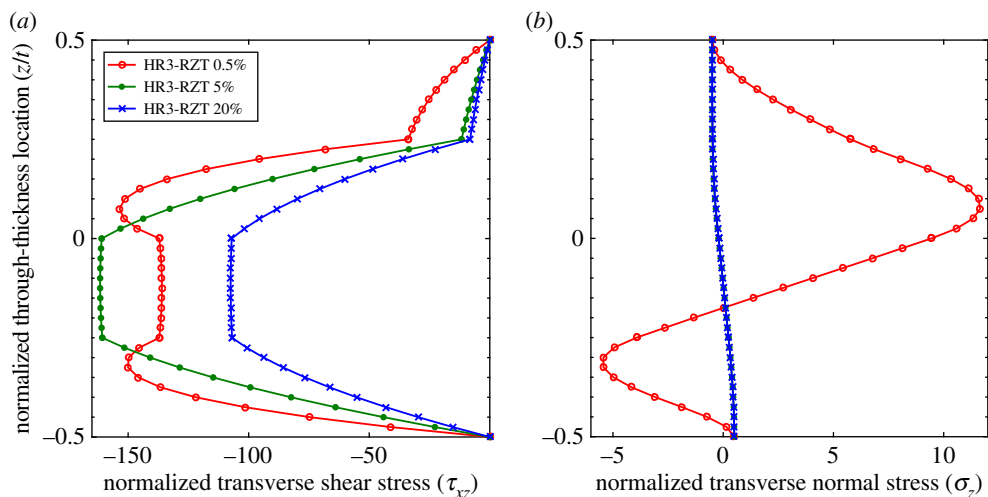 (a)
(b)
0.5
0
–0.5
normalized through-thickness location (z/t)
HR3-RZT 0.5%
HR3-RZT 5%
HR3-RZT 20%
–150
–100
–50
normalized transverse shear stress (τxz)
0.5
0
–0.5
–5
0
5
10
normalized transverse normal stress (σz)